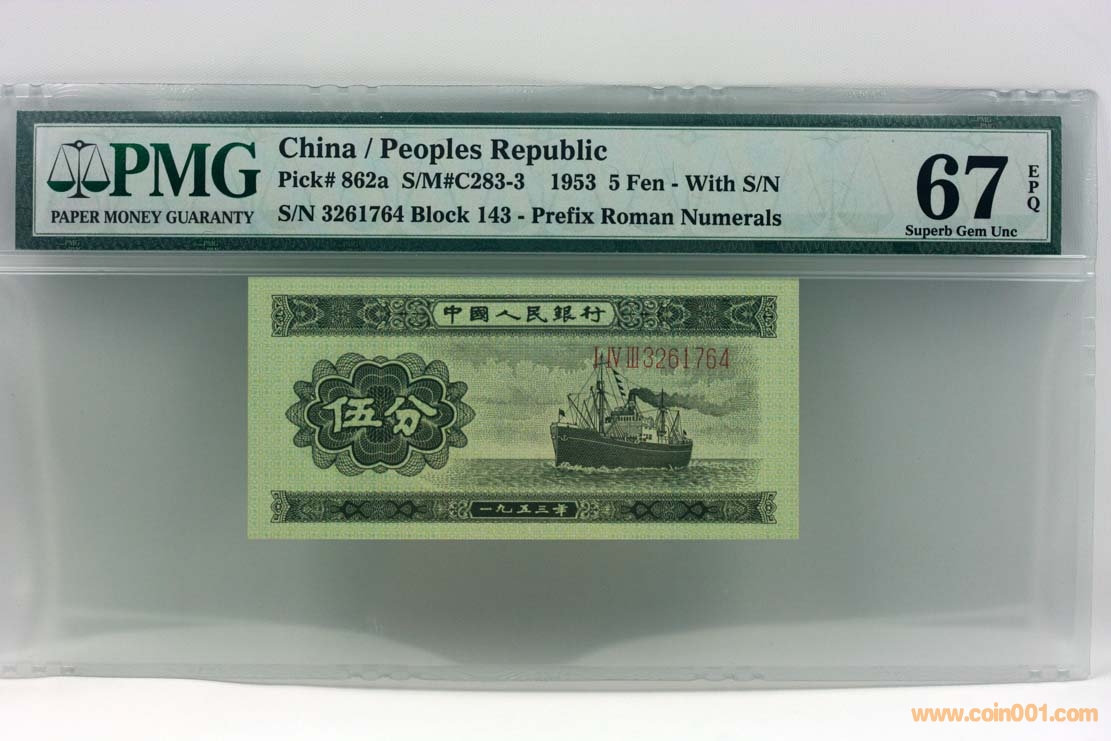 PMG
PAPER MONEY GUARANTY
China / Peoples Republic
Pick# 862a S/M#C283-3 1953 5 Fen - With S/N
S/N 3261764 Block 143 - Prefix Roman Numerals
67
EPQ
Superb Gem Unc
中國人民銀行
I IV III 3261764
伍分
一九五三年
www.coin001.com